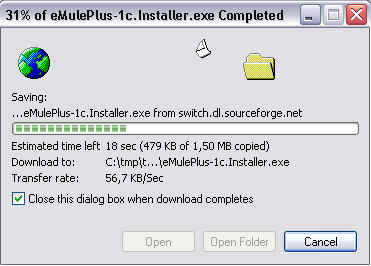 31% of eMulePlus-1c.Installer.exe Completed
Saving:
...eMulePlus-1c.Installer.exe from switch.dl.sourceforge.net
Estimated time left 18 sec (479 KB of 1,50 MB copied)
Download to: C:\tmp\t...\eMulePlus-1c.Installer.exe
Transfer rate: 56,7 KB/Sec
Close this dialog box when download completes
Open Open Folder Cancel